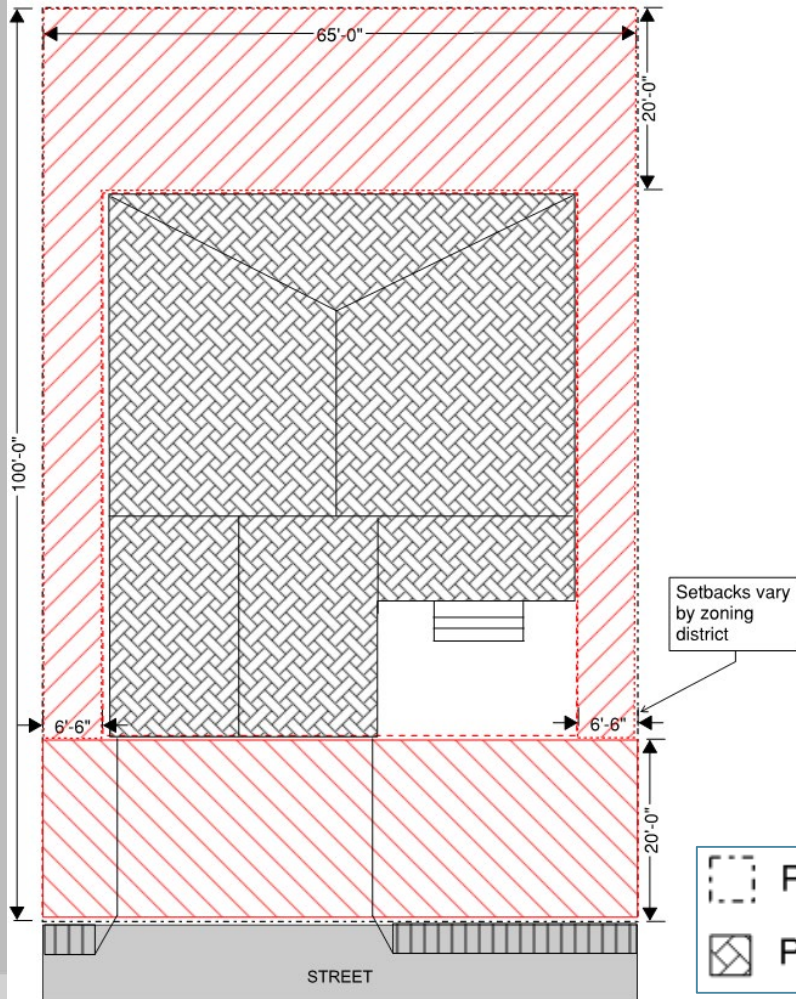 65'-0"
20'-0"
100'-0"
Setbacks vary
by zoning
district
6'-6"
6'-6"
20'-0"
STREET